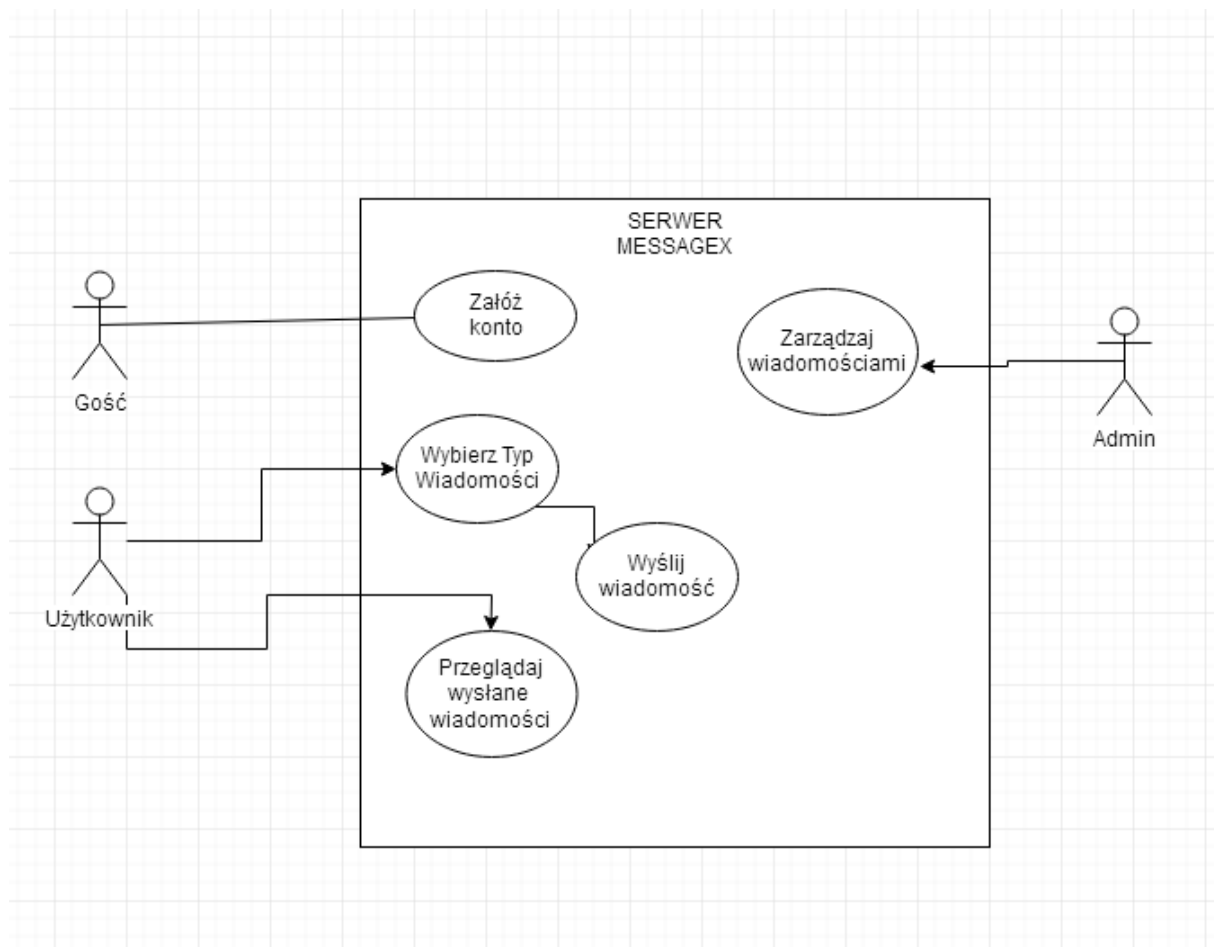 SERWER
MESSAGEX
Załóż
konto
Zarządzaj
wiadomościami
Gość
Admin
Wybierz Typ
Wiadomości
Wyślij
wiadomość
Użytkownik
Przeglądaj
wysłane
wiadomości